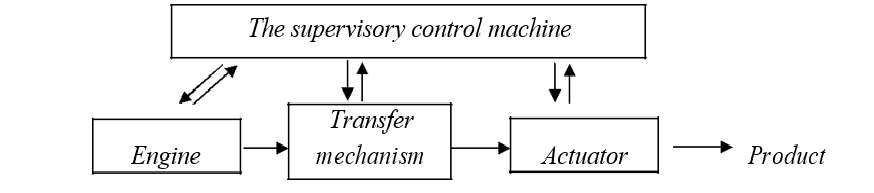 The supervisory control machine
Engine
Transfer
mechanism
Actuator
Product